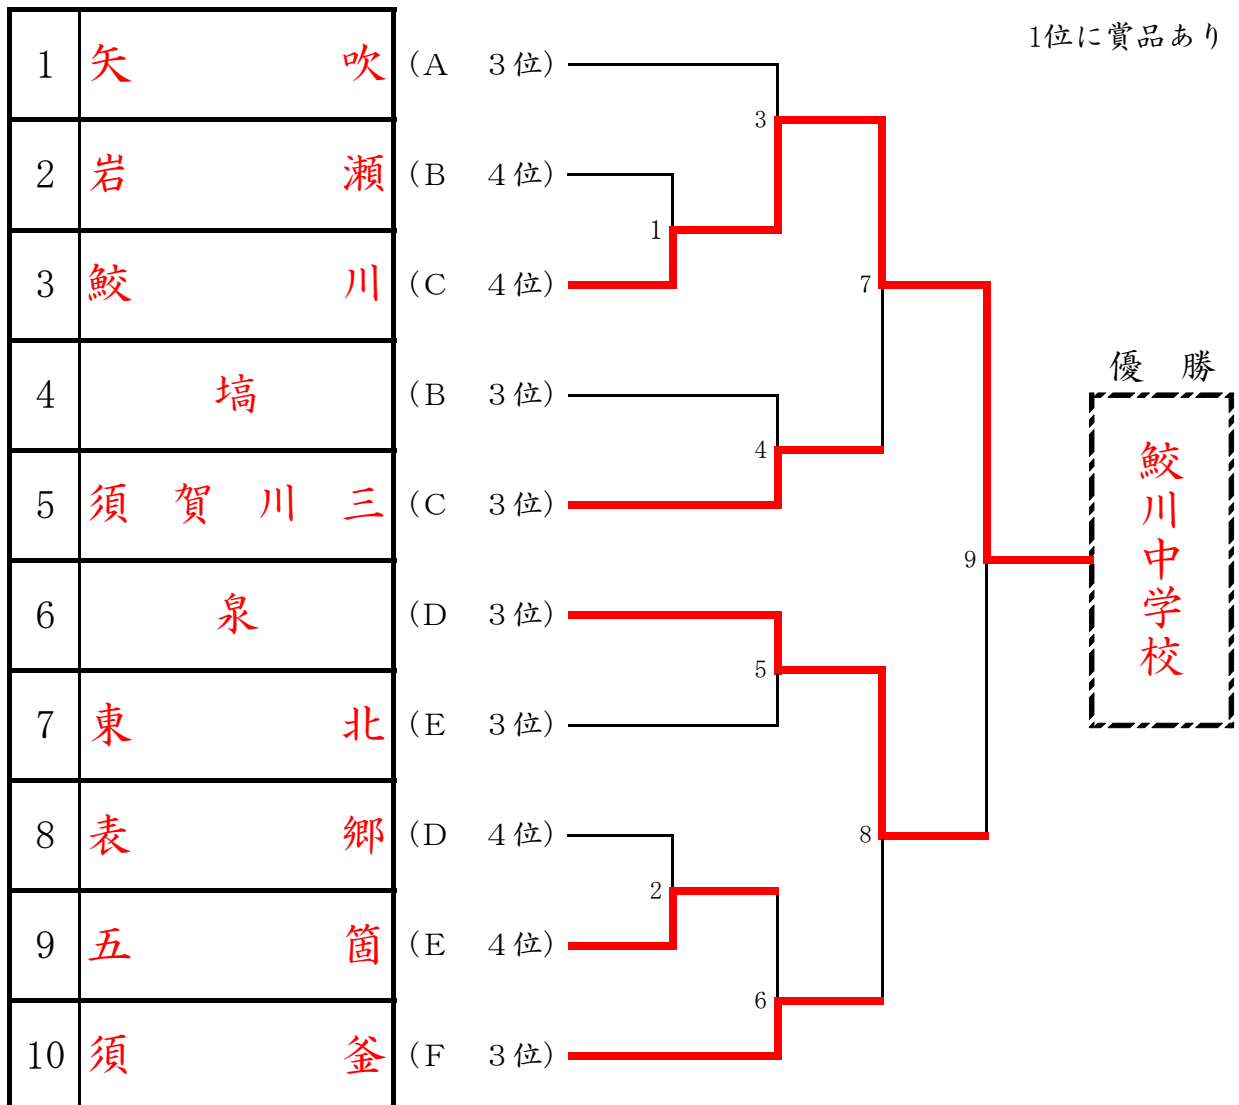 1位に賞品あり
1 矢吹 (A 3位)
2 岩瀬 (B 4位)
3 鮫川 (C 4位)
4 塙 (B 3位)
5 須賀川三 (C 3位)
6 泉 (D 3位)
7 東北 (E 3位)
8 表郷 (D 4位)
9 五箇 (E 4位)
10 須釜 (F 3位)
1
2
3
4
5
6
7
8
9
優勝
鮫川中学校